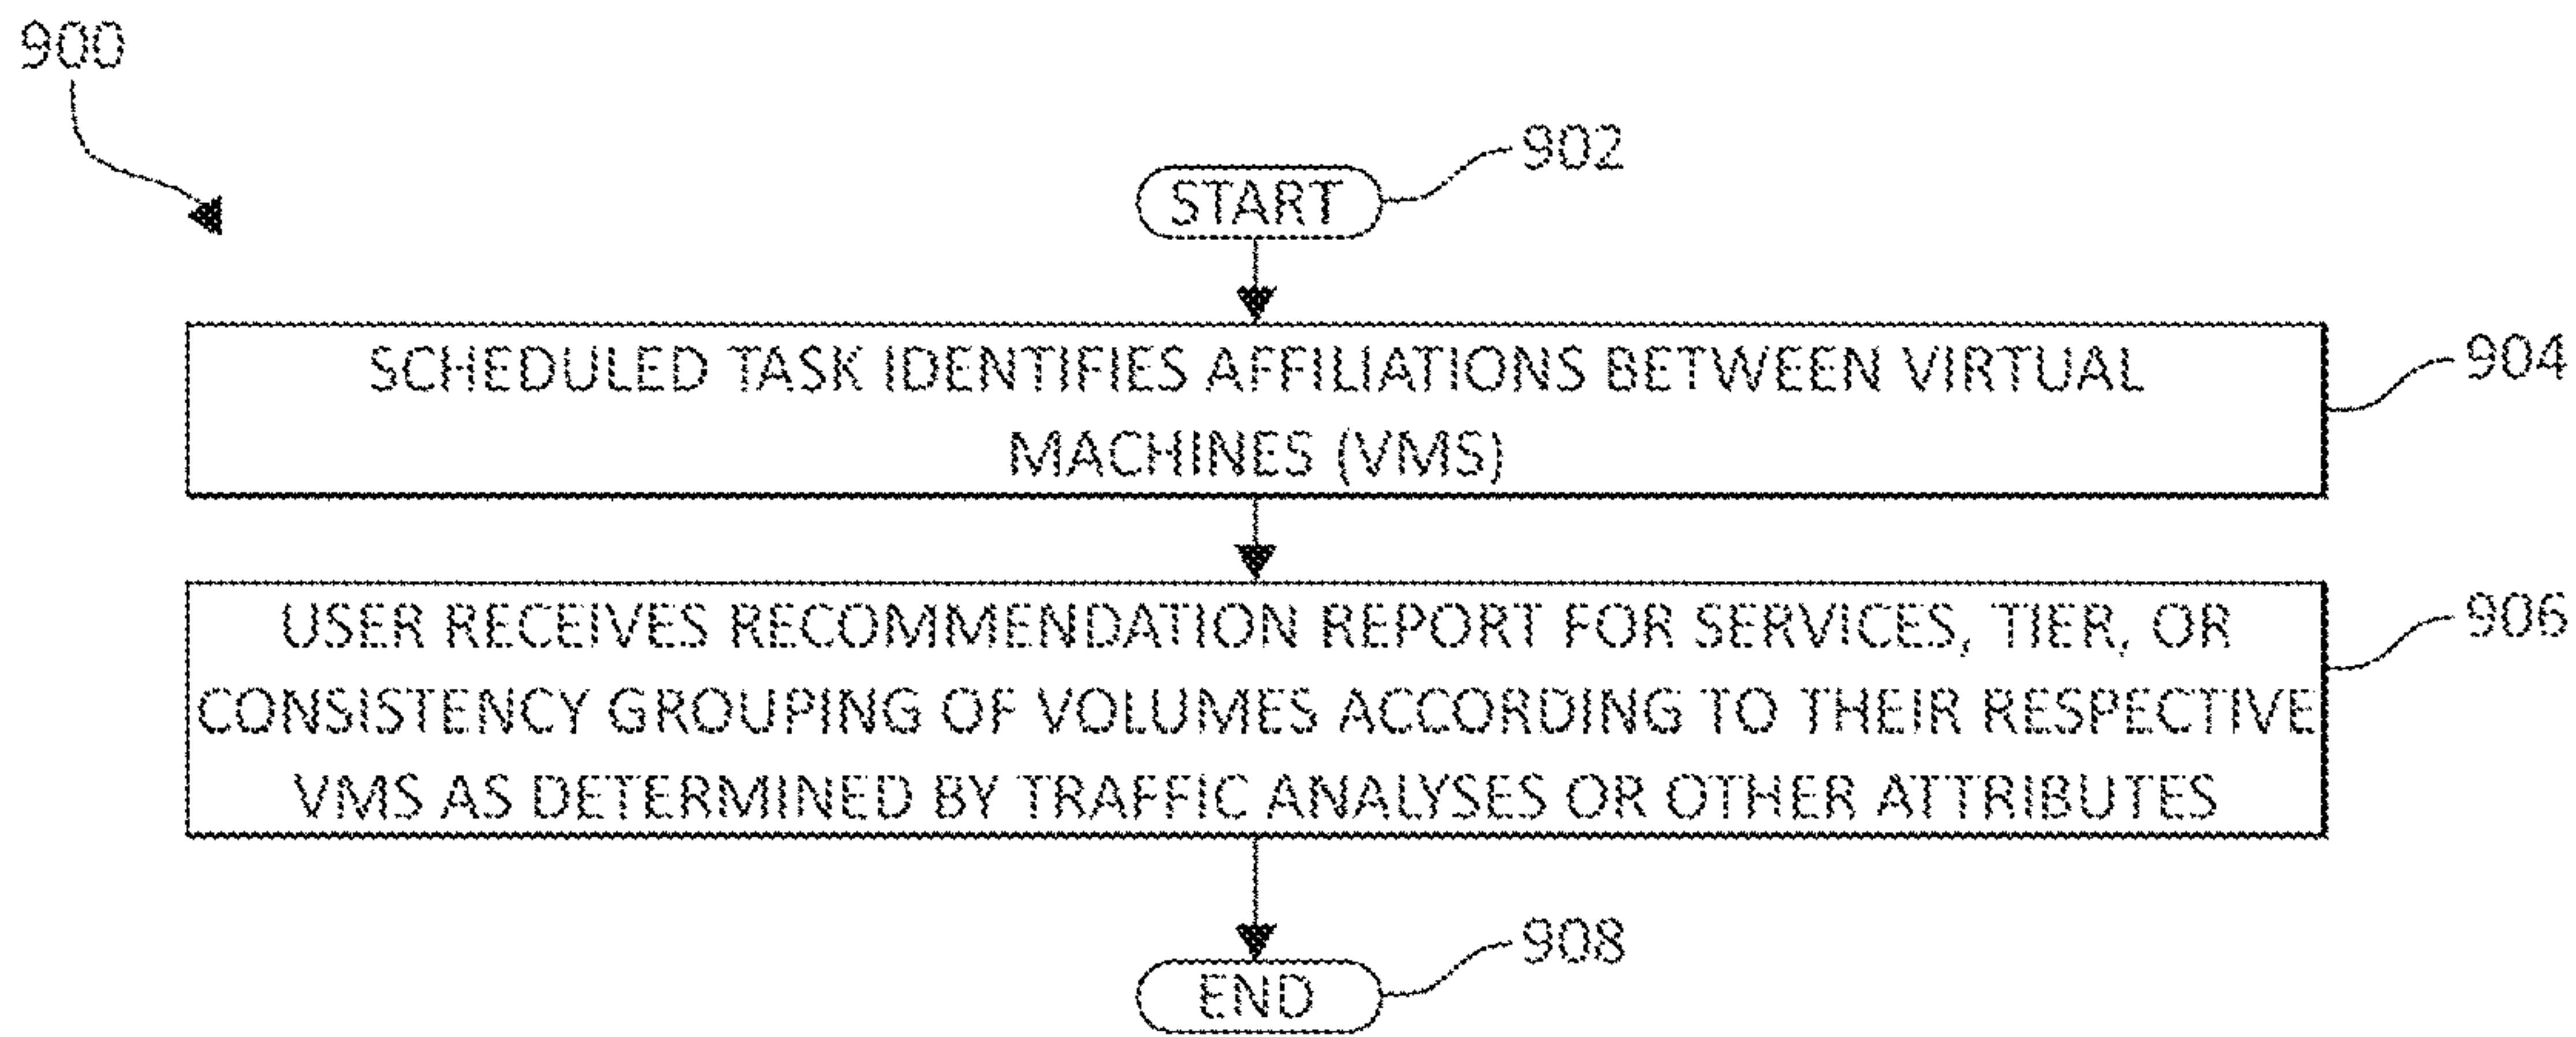 900
902
START
SCHEDULED TASK IDENTIFIES AFFILIATIONS BETWEEN VIRTUAL
MACHINES (VMS)
904
USER RECEIVES RECOMMENDATION REPORT FOR SERVICES, TIER, OR
CONSISTENCY GROUPING OF VOLUMES ACCORDING TO THEIR RESPECTIVE
VMS AS DETERMINED BY TRAFFIC ANALYSES OR OTHER ATTRIBUTES
906
908
END